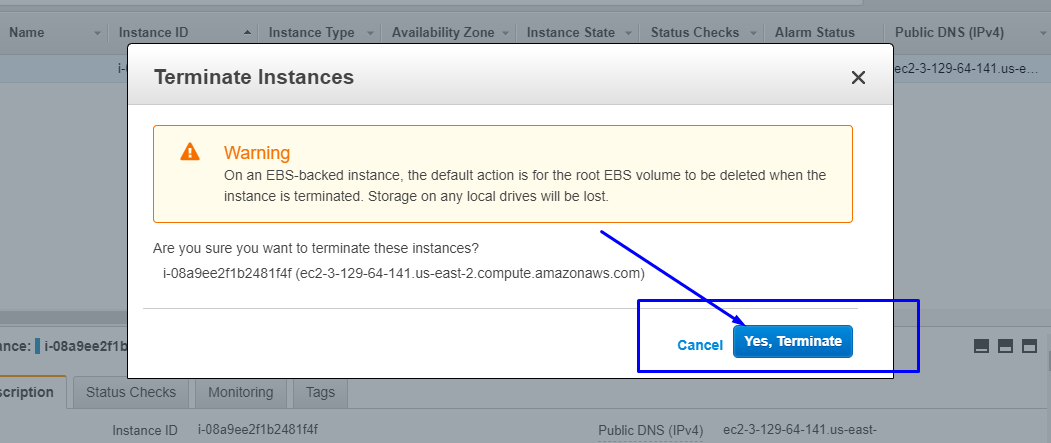 Name Instance ID Instance Type Availability Zone Instance State Status Checks Alarm Status Public DNS (IPv4)
ec2-3-129-64-141.us-e…
Terminate Instances
Warning
On an EBS-backed instance, the default action is for the root EBS volume to be deleted when the
instance is terminated. Storage on any local drives will be lost.
Are you sure you want to terminate these instances?
i-08a9ee2f1b2481f4f (ec2-3-129-64-141.us-east-2.compute.amazonaws.com)
Cancel Yes, Terminate
ance: i-08a9ee2f1b
scription Status Checks Monitoring Tags
Instance ID i-08a9ee2f1b2481f4f Public DNS (IPv4) ec2-3-129-64-141.us-east-